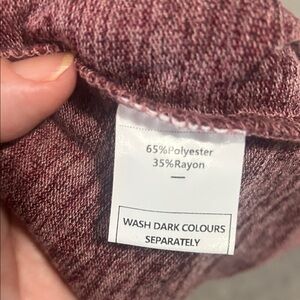 65%Polyester
35%Rayon
WASH DARK COLOURS
SEPARATELY